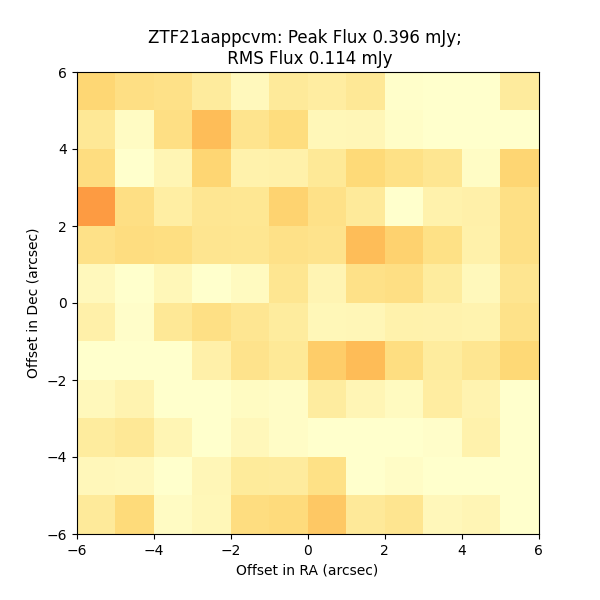 ZTF21aappcvm: Peak Flux 0.396 mJy;
RMS Flux 0.114 mJy
6
4
2
0
−2
−4
−6
Offset in Dec (arcsec)
−6 −4 −2 0 2 4 6
Offset in RA (arcsec)